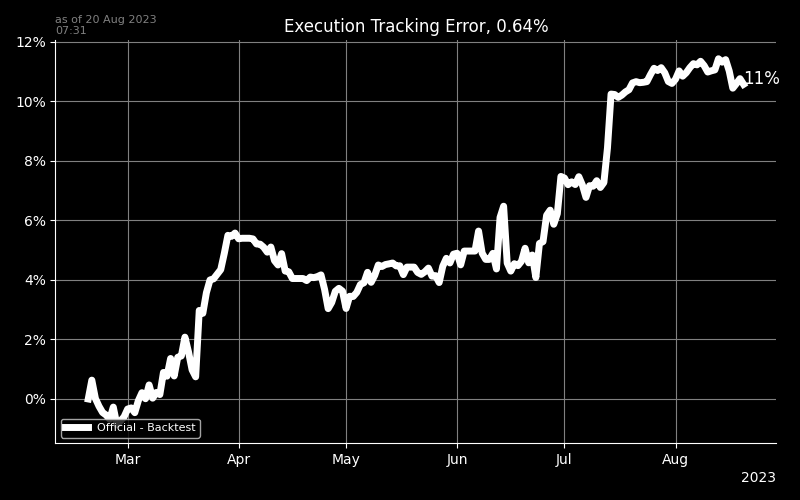 as of 20 Aug 2023
07:31
Execution Tracking Error, 0.64%
12%
10%
8%
6%
4%
2%
0%
11%
Official - Backtest
Mar Apr May Jun Jul Aug
2023